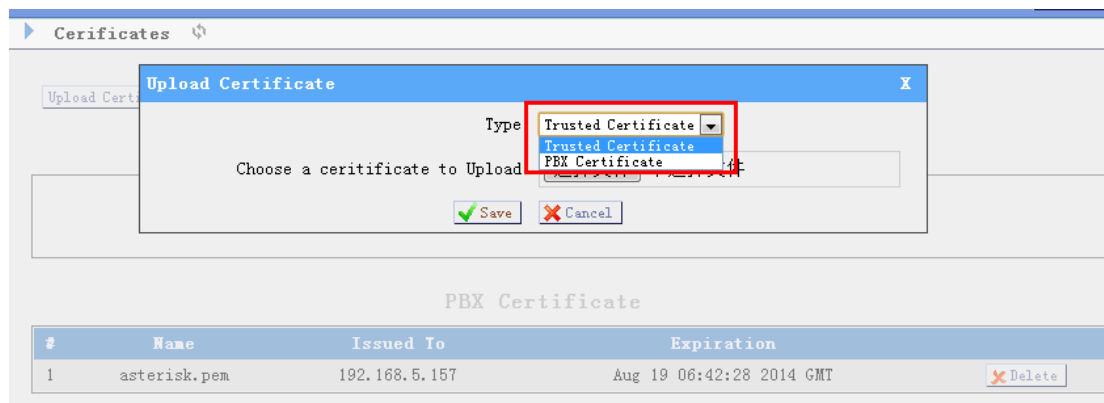 Cerificates
Upload Certificate X
Upload Certi
Type Trusted Certificate
Trusted Certificate
PBX Certificate
Choose a ceritificate to Upload
Save Cancel
PBX Certificate
# Name Issued To Expiration
1 asterisk.pem 192.168.5.157 Aug 19 06:42:28 2014 GMT Delete